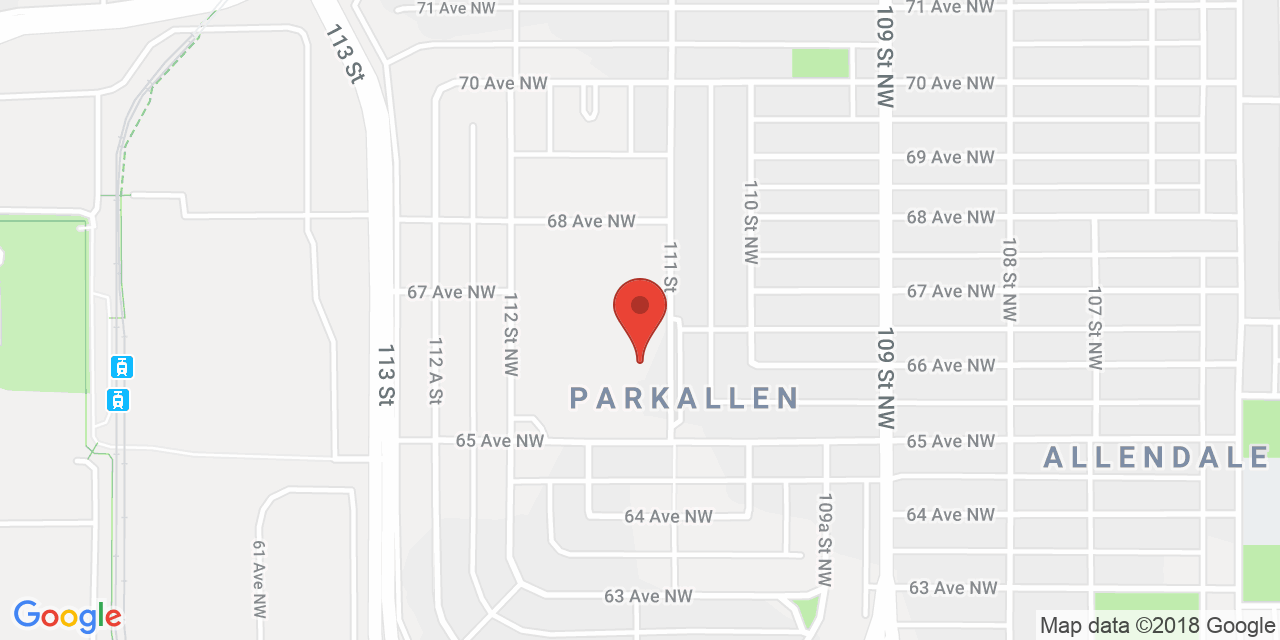 71 Ave NW
71 Ave NW
113 St
109 St NW
70 Ave NW
70 Ave NW
69 Ave NW
68 Ave NW
68 Ave NW
110 St NW
111 St
108 St NW
67 Ave NW
67 Ave NW
107 St NW
112 St NW
112 A St
113 St
109 St NW
66 Ave NW
PARKALLEN
65 Ave NW
65 Ave NW
ALLENDALE
64 Ave NW
64 Ave NW
109a St NW
61 Ave NW
63 Ave NW
63 Ave NW
Google
Map data ©2018 Google